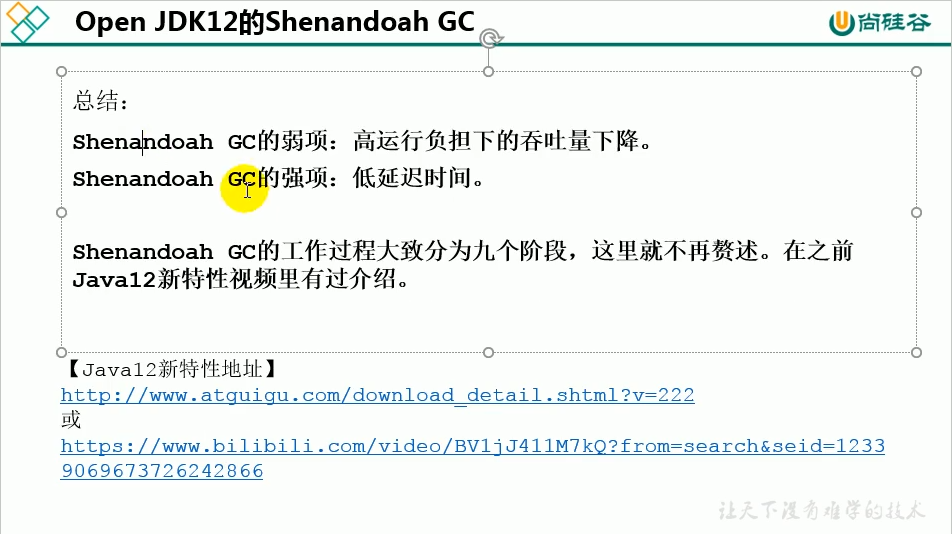 Open JDK12的Shenandoah GC
尚硅谷
总结：
Shenandoah GC的弱项：高运行负担下的吞吐量下降。
Shenandoah GC的强项：低延迟时间。
Shenandoah GC的工作过程大致分为九个阶段，这里就不再赘述。在之前
Java12新特性视频里有过介绍。
【Java12新特性地址】
http://www.atguigu.com/download_detail.shtml?v=222
或
https://www.bilibili.com/video/BV1jJ411M7kQ?from=search&seid=1233
9069673726242866
让天下没有难学的技术